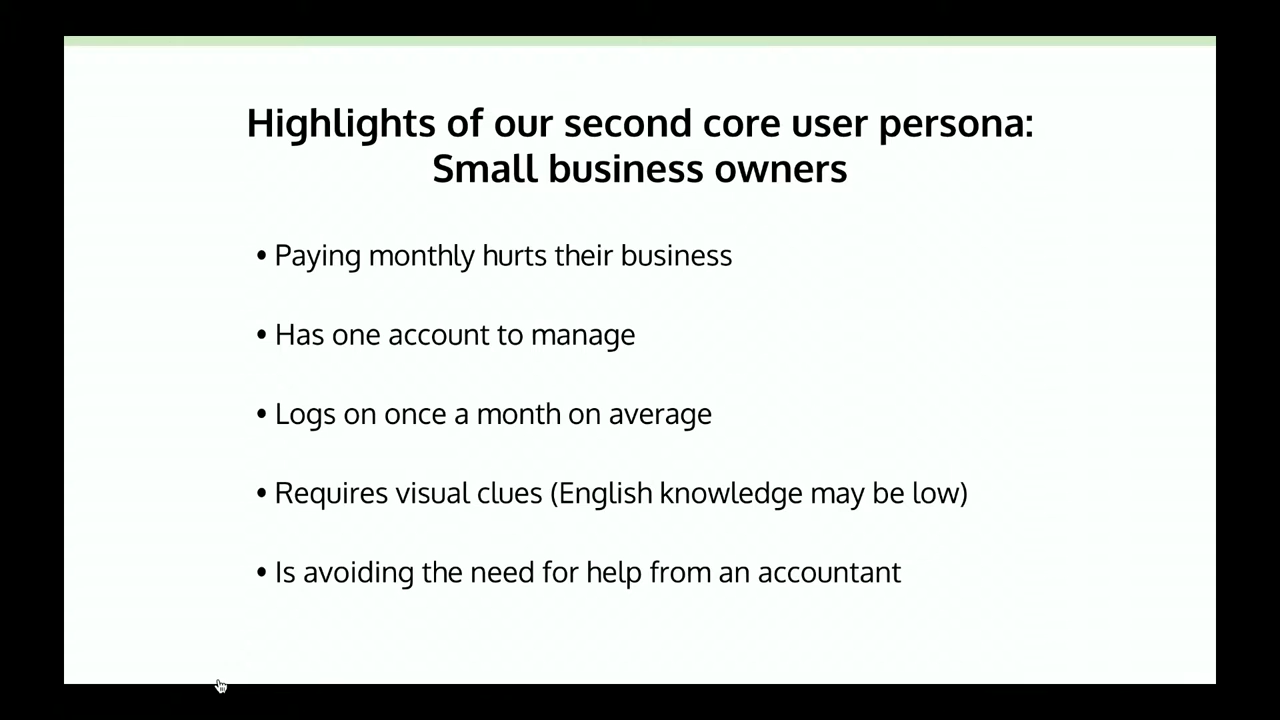 Highlights of our second core user persona:
Small business owners
• Paying monthly hurts their business
• Has one account to manage
• Logs on once a month on average
• Requires visual clues (English knowledge may be low)
• Is avoiding the need for help from an accountant